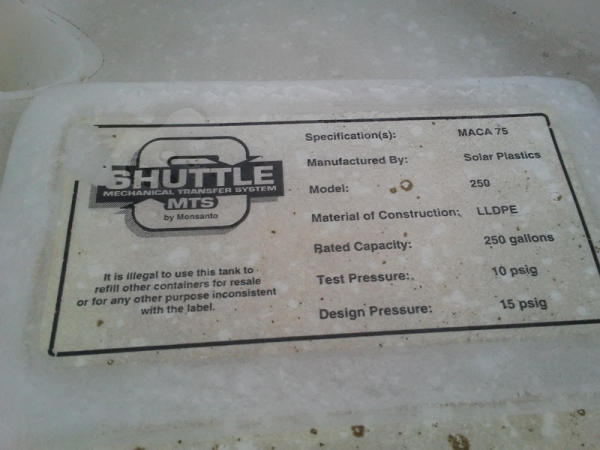 SHUTTLE
MECHANICAL TRANSFER SYSTEM
MTS
by Monsanto
It is illegal to use this tank to
refill other containers for resale
or for any other purpose inconsistent
with the label.
Specification(s): MACA 75
Manufactured By: Solar Plastics
Model: 250
Material of Construction: LLDPE
Rated Capacity: 250 gallons
Test Pressure: 10 psig
Design Pressure: 15 psig